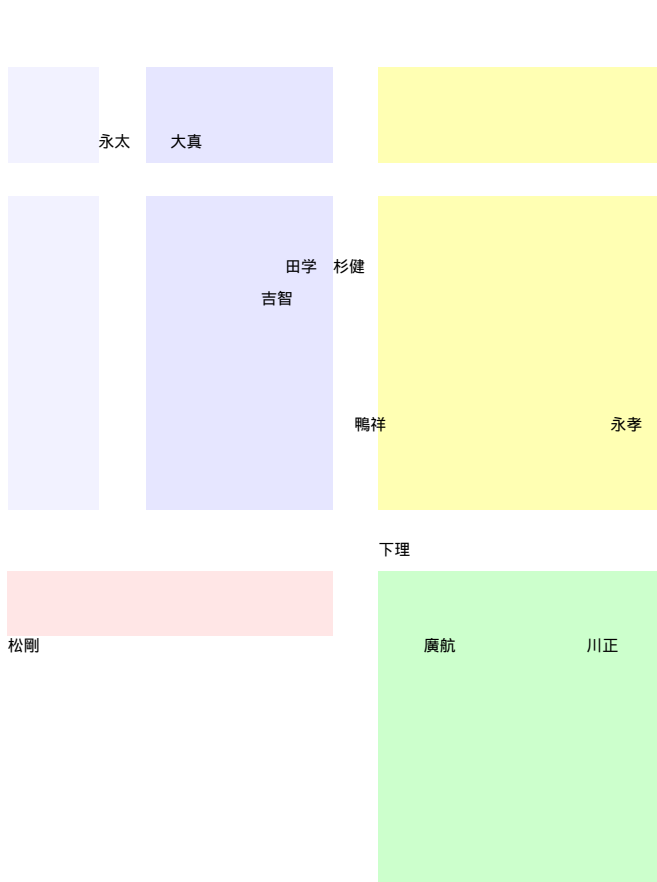 永太 大真
田学 杉健
吉智
鴨祥 永孝
下理
松剛 廣航 川正